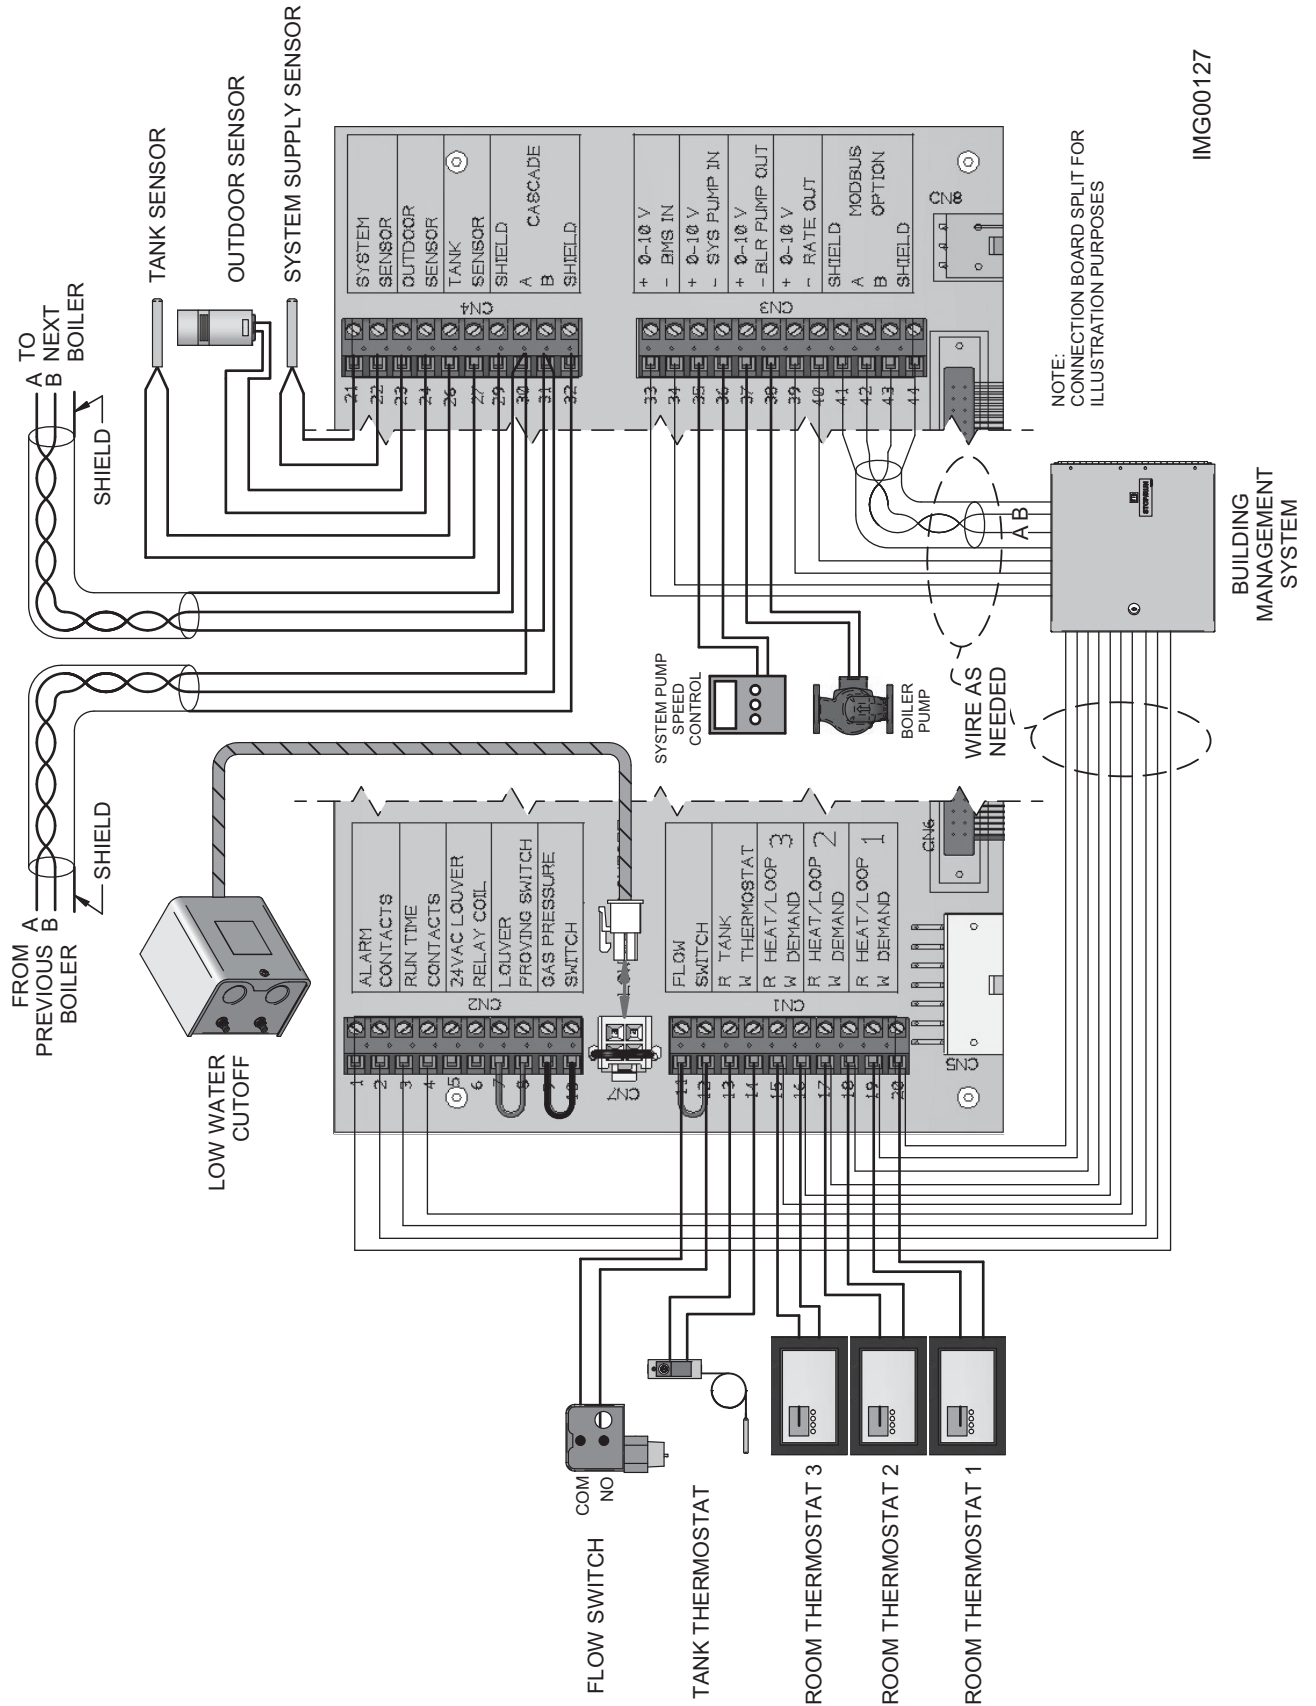 FROM
PREVIOUS
BOILER
A
B
SHIELD
TO
NEXT
BOILER
A
B
SHIELD
LOW WATER
CUTOFF
TANK SENSOR
OUTDOOR SENSOR
SYSTEM SUPPLY SENSOR
1
2
3
4
5
6
7
8
9
10
CN2
ALARM
CONTACTS
RUN TIME
CONTACTS
24VAC LOUVER
RELAY COIL
LOUVER
PROVING SWITCH
GAS PRESSURE
SWITCH
CN7
11
12
13
14
15
16
17
18
19
20
CN1
FLOW
SWITCH
R TANK
W THERMOSTAT
R HEAT/LOOP
W DEMAND
3
R HEAT/LOOP
W DEMAND
2
R HEAT/LOOP
W DEMAND
1
CN5
CN6
21
22
23
24
26
27
29
30
31
32
CN4
SYSTEM
SENSOR
OUTDOOR
SENSOR
TANK
SENSOR
SHIELD
A
CASCADE
B
SHIELD
33
34
35
36
37
38
39
40
41
42
43
44
CN3
+ 0-10 V
- BMS IN
+ 0-10 V
- SYS PUMP IN
+ 0-10 V
- BLR PUMP OUT
+ 0-10 V
- RATE OUT
SHIELD
A MODBUS
B OPTION
SHIELD
CN8
SYSTEM PUMP
SPEED
CONTROL
BOILER
PUMP
WIRE AS
NEEDED
A
B
NOTE:
CONNECTION BOARD SPLIT FOR
ILLUSTRATION PURPOSES
BUILDING
MANAGEMENT
SYSTEM
COM
NO
FLOW SWITCH
TANK THERMOSTAT
ROOM THERMOSTAT 3
ROOM THERMOSTAT 2
ROOM THERMOSTAT 1
IMG00127